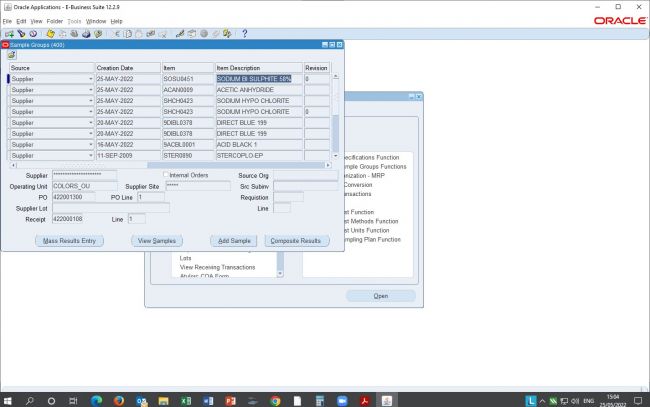 Oracle Applications - E-Business Suite 12.2.9
File Edit View Folder Tools Window Help
ORACLE
Sample Groups (400)
Source Creation Date Item Item Description Revision
Supplier 25-MAY-2022 SOSU0451 SODIUM BI SULPHITE 58% 0
Supplier 25-MAY-2022 ACAN0009 ACETIC ANHYDRIDE
Supplier 25-MAY-2022 SHCH0423 SODIUM HYPO CHLORITE
Supplier 25-MAY-2022 SHCH0423 SODIUM HYPO CHLORITE 0
Supplier 20-MAY-2022 9DIBL0378 DIRECT BLUE 199
Supplier 20-MAY-2022 9DIBL0378 DIRECT BLUE 199
Supplier 16-MAY-2022 9ACBL0001 ACID BLACK 1
Supplier 11-SEP-2009 STER0890 STERCOPLO-EP
Supplier ********************* Internal Orders Source Org
Operating Unit COLORS_OU Supplier Site ***** Src Subinv
PO 422001300 PO Line 1 Requistion
Supplier Lot Line
Receipt 422000108 Line 1
Mass Results Entry View Samples Add Sample Composite Results
ecifications Function
mple Groups Function
anization - MRP
Conversion
nsactions
st Function
st Methods Function
st Units Function
mpling Plan Function
Lots
View Receiving Transactions
COA Form
Open
ENG
15:04
25/05/2022